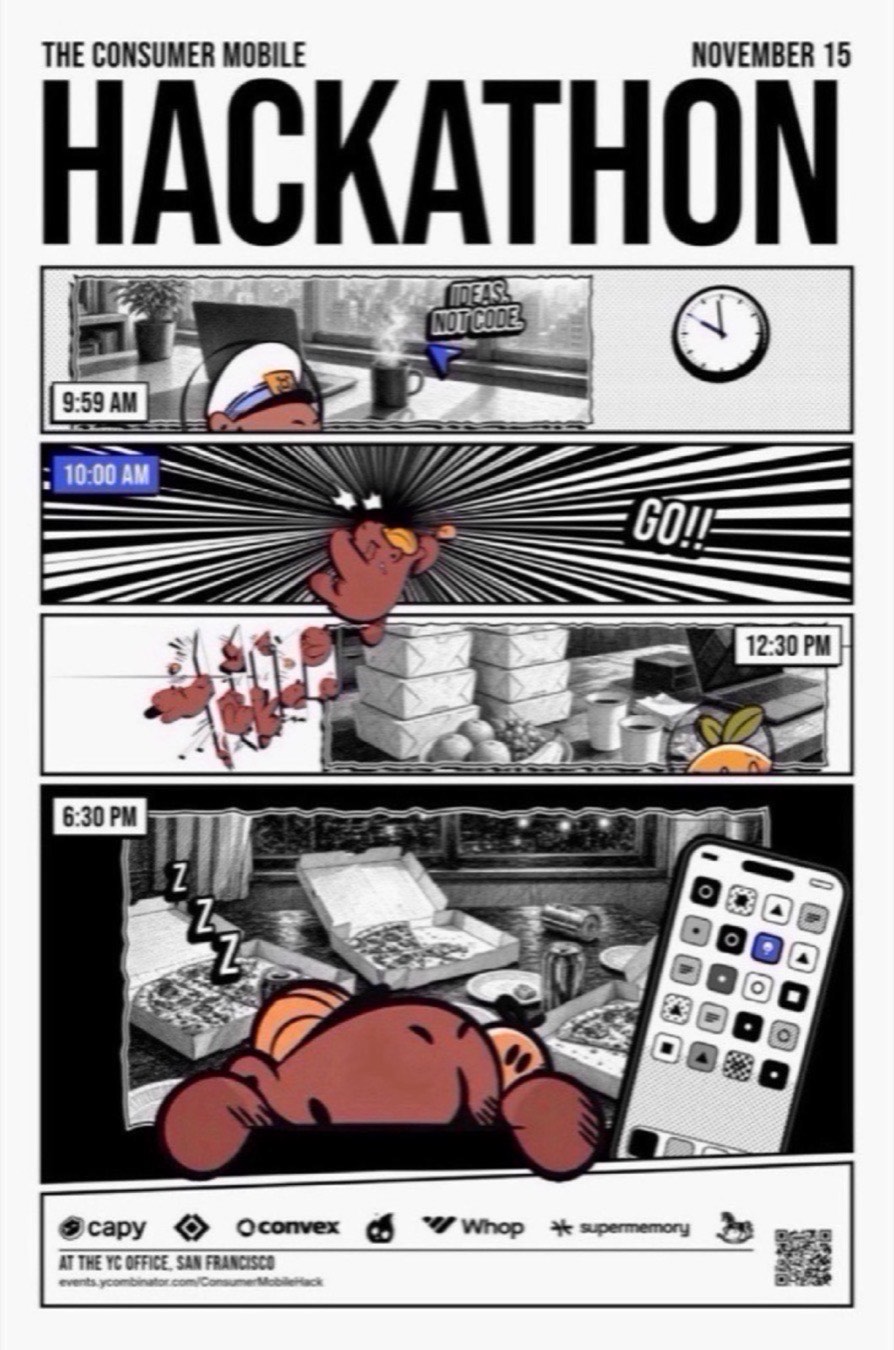 THE CONSUMER MOBILE
NOVEMBER 15
HACKATHON
IDEAS.
NOT CODE.
9:59 AM
10:00 AM
GO!!
12:30 PM
6:30 PM
Z
Z
Z
capy
convex
Whop
supermemory
AT THE YC OFFICE, SAN FRANCISCO
events.ycombinator.com/ConsumerMobileHack